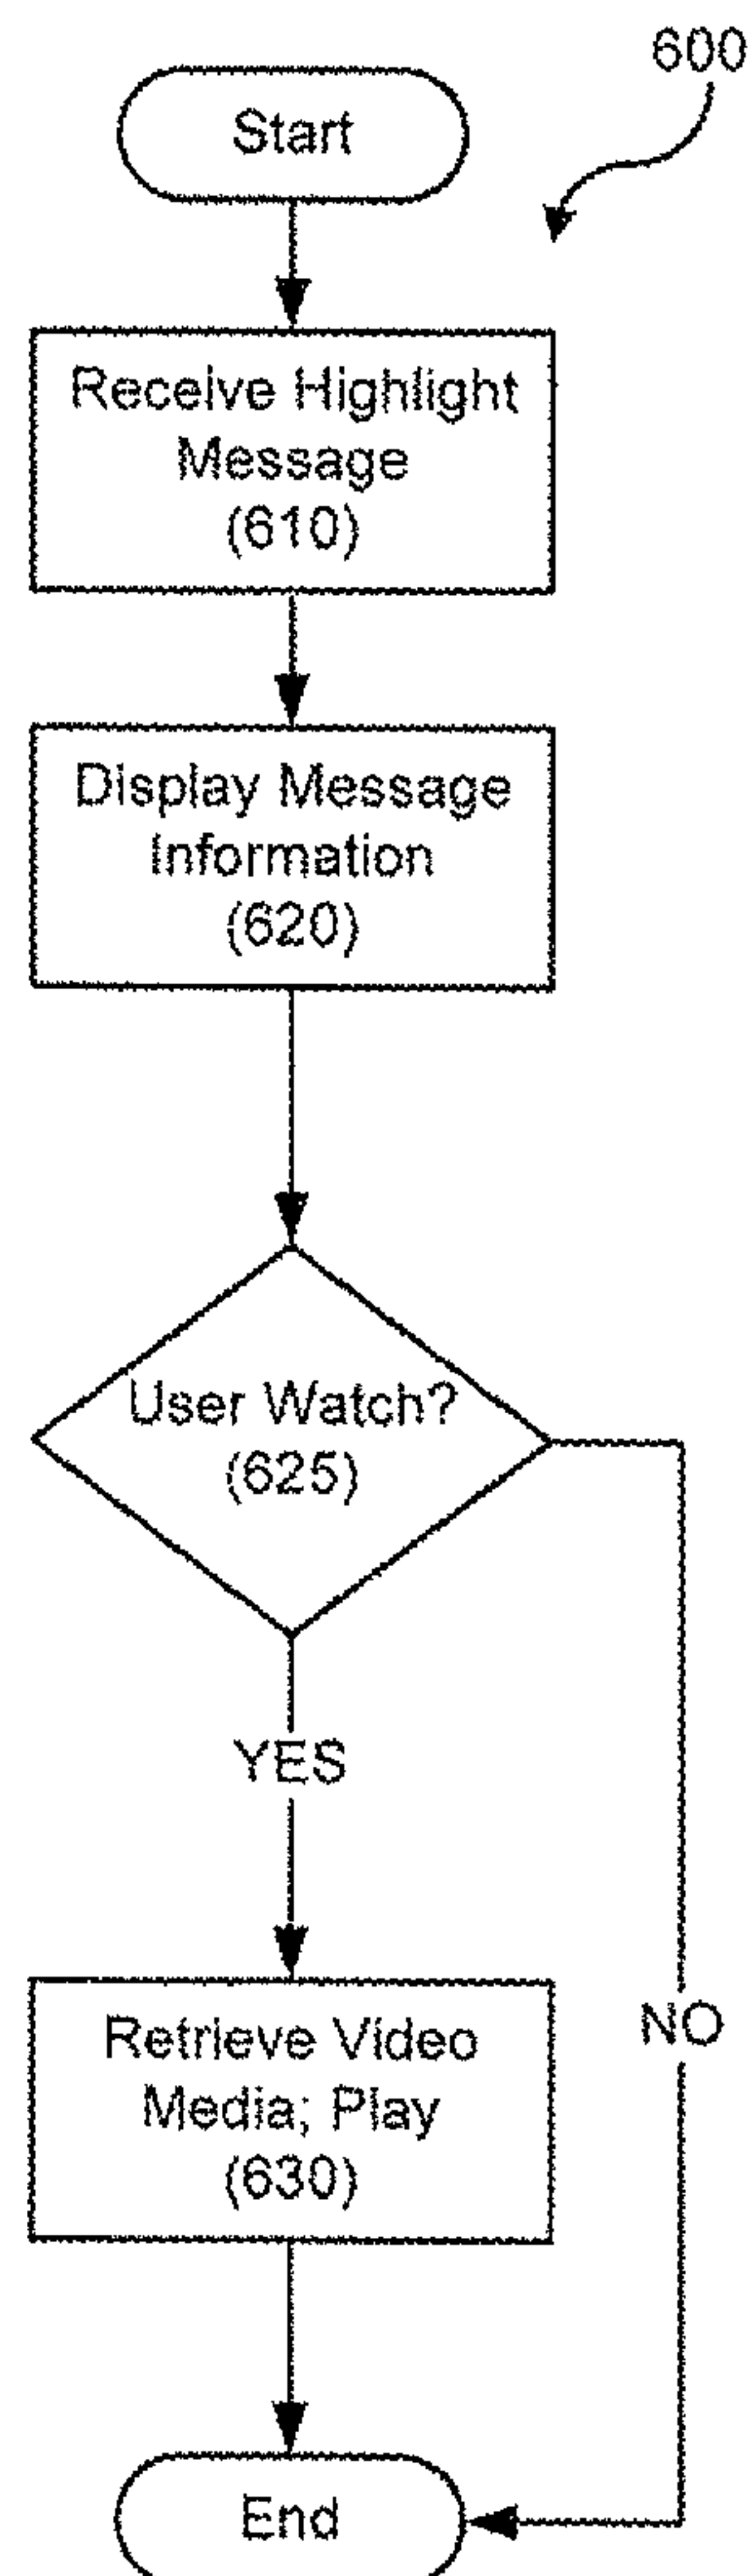 600
Start
Receive Highlight
Message
(610)
Display Message
Information
(620)
User Watch?
(625)
YES
Retrieve Video
Media; Play
(630)
NO
End